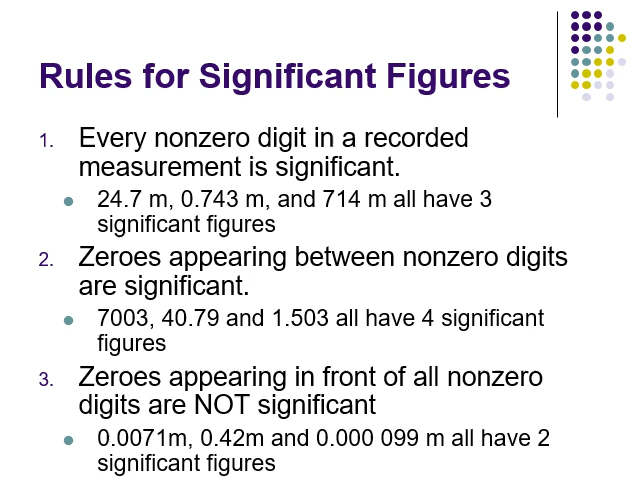 Rules for Significant Figures
1. Every nonzero digit in a recorded
measurement is significant.
● 24.7 m, 0.743 m, and 714 m all have 3
significant figures
2. Zeroes appearing between nonzero digits
are significant.
● 7003, 40.79 and 1.503 all have 4 significant
figures
3. Zeroes appearing in front of all nonzero
digits are NOT significant
● 0.0071m, 0.42m and 0.000 099 m all have 2
significant figures